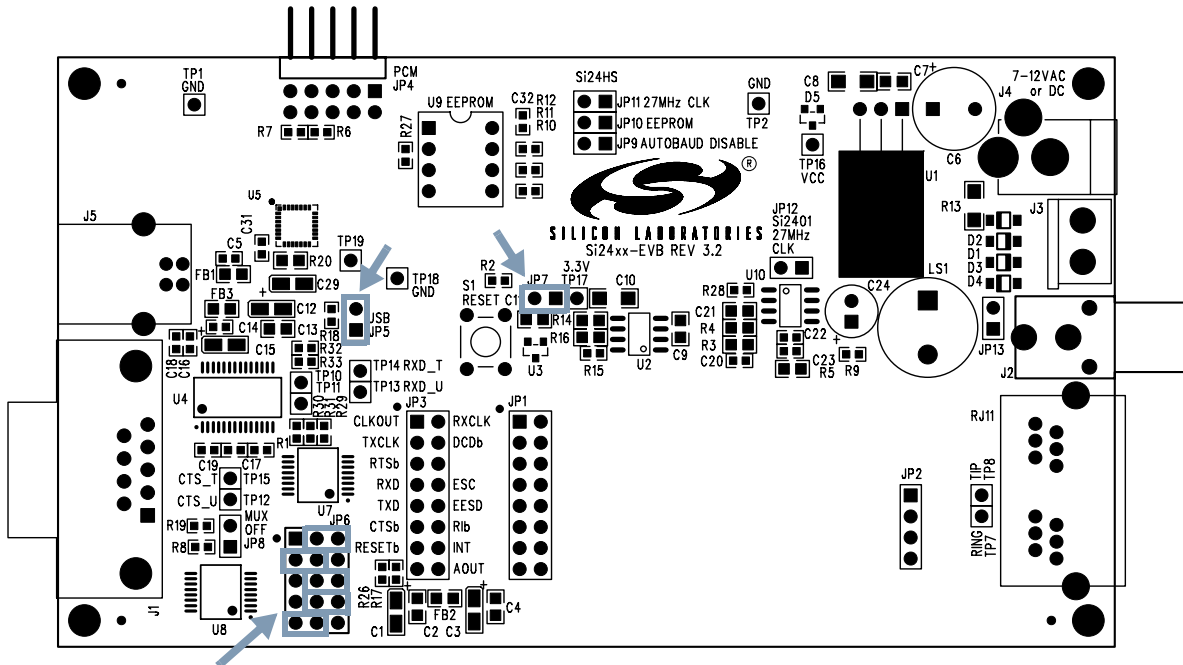 TP1
GND
PCM
JP4
R7
R6
U9 EEPROM
R27
C32
R12
R11
R10
Si24HS
JP11 27MHz CLK
JP10 EEPROM
JP9 AUTOBAUD DISABLE
GND
TP2
C8
D5
C7
+
TP16
VCC
7-12VAC
or DC
J4
C6
U1
R13
J3
D2
D1
D3
D4
®
SILICON LABORATORIES
Si24xx-EVB REV 3.2
JP12
Si2401
27MHz
CLK
J5
U5
C31
C5
FB1
R20
C29
TP19
TP18
GND
FB3
+
C12
C14
C13
+
C15
R18
USB
JP5
R32
R33
C18
C16
TP10
TP11
TP14 RXD_T
TP13 RXD_U
S1
RESET
R2
JP7
3.3V
TP17
C10
R14
R16
R15
U3
U2
C9
U10
R28
C21
R4
R3
C20
C22
C23
R5
C24
+
R9
LS1
JP13
J2
U4
R30
R31
R29
R1
C19
C17
CTS_T
TP15
CTS_U
TP12
MUX
OFF
JP8
R19
R8
U7
JP6
U8
J1
JP3
JP1
CLKOUT
RXCLK
TXCLK
DCDb
RTSb
RXD
ESC
TXD
EESD
CTSb
RIb
RESETb
INT
AOUT
R26
R17
+
C1
C2
FB2
C3
+
C4
JP2
RJ11
TIP
TP8
RING
TP7